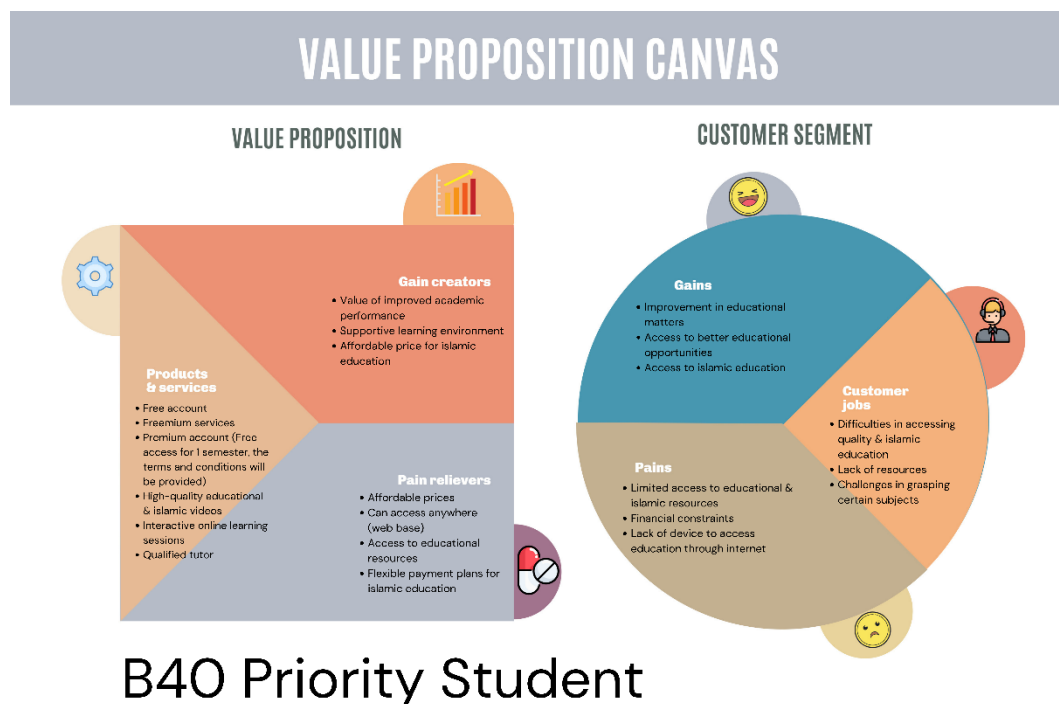 VALUE PROPOSITION CANVAS
VALUE PROPOSITION
CUSTOMER SEGMENT
Gain creators
• Value of improved academic
performance
• Supportive learning environment
• Affordable price for islamic
education
Products
& services
• Free account
• Freemium services
• Premium account (Free
access for 1 semester, the
terms and conditions will
be provided)
• High-quality educational
& islamic videos
• Interactive online learning
sessions
• Qualified tutor
Pain relievers
• Affordable prices
• Can access anywhere
(web base)
• Access to educational
resources
• Flexible payment plans for
islamic education
Gains
• Improvement in educational
matters
• Access to better educational
opportunities
• Access to islamic education
Customer
jobs
• Difficulties in accessing
quality & islamic
education
• Lack of resources
• Challenges in grasping
certain subjects
Pains
• Limited access to educational &
islamic resources
• Financial constraints
• Lack of device to access
education through internet
B40 Priority Student